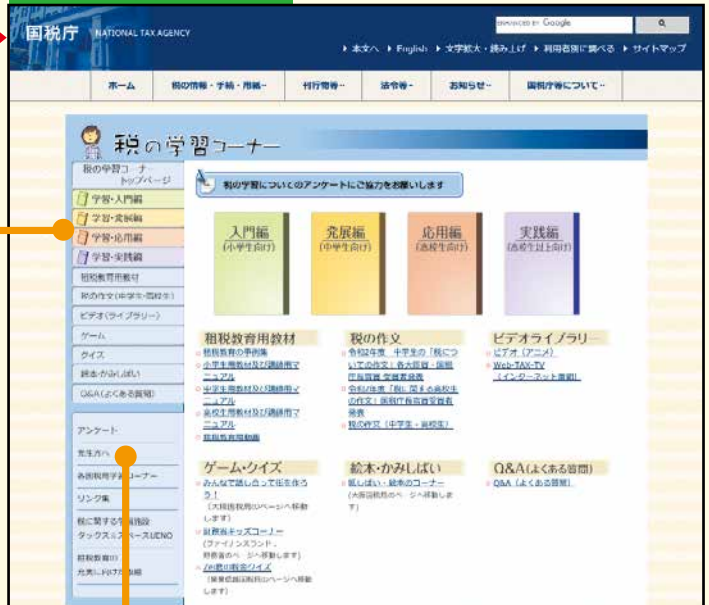 国税庁 NATIONAL TAX AGENCY
ENHANCED BY Google
本文へ English 文字拡大・読み上げ 利用者別に調べる サイトマップ
ホーム 税の情報・手続・用紙 刊行物等 法令等 お知らせ 国税庁等について
税の学習コーナー
税の学習コーナー
トップページ
学習・入門編
学習・発展編
学習・応用編
学習・実践編
租税教育用教材
税の作文(中学生・高校生)
ビデオ(ライブラリー)
ゲーム
クイズ
絵本・かみしばい
Q&A(よくある質問)
アンケート
先生方へ
各国税局学習コーナー
リンク集
税に関する学習施設
タックススペースUENO
租税教育の
充実に向けた取組
税の学習についてのアンケートにご協力をお願いします
入門編
(小学生向け)
発展編
(中学生向け)
応用編
(高校生向け)
実践編
(高校生以上向け)
租税教育用教材
租税教育の事例集
小学生用教材及び講師用マ
ニュアル
中学生用教材及び講師用マ
ニュアル
高校生用教材及び講師用マ
ニュアル
租税教育用動画
税の作文
令和2年度 中学生の「税につ
いての作文」各大臣賞・国税
庁長官賞 受賞者発表
令和2年度「税に関する高校生
の作文」国税庁長官賞受賞者
発表
税の作文(中学生・高校生)
ビデオライブラリー
ビデオ(アニメ)
Web-TAX-TV
(インターネット番組)
ゲーム・クイズ
みんなで話し合って街を作ろ
う!
(大阪国税局のページへ移動
します)
財務省キッズコーナー
(ファイナンスランド、
財務省のページへ移動します)
の税金クイズ
します)
絵本・かみしばい
紙しばい・絵本のコーナー
(大阪国税局のページへ移動しま
す)
Q&A(よくある質問)
Q&A(よくある質問)